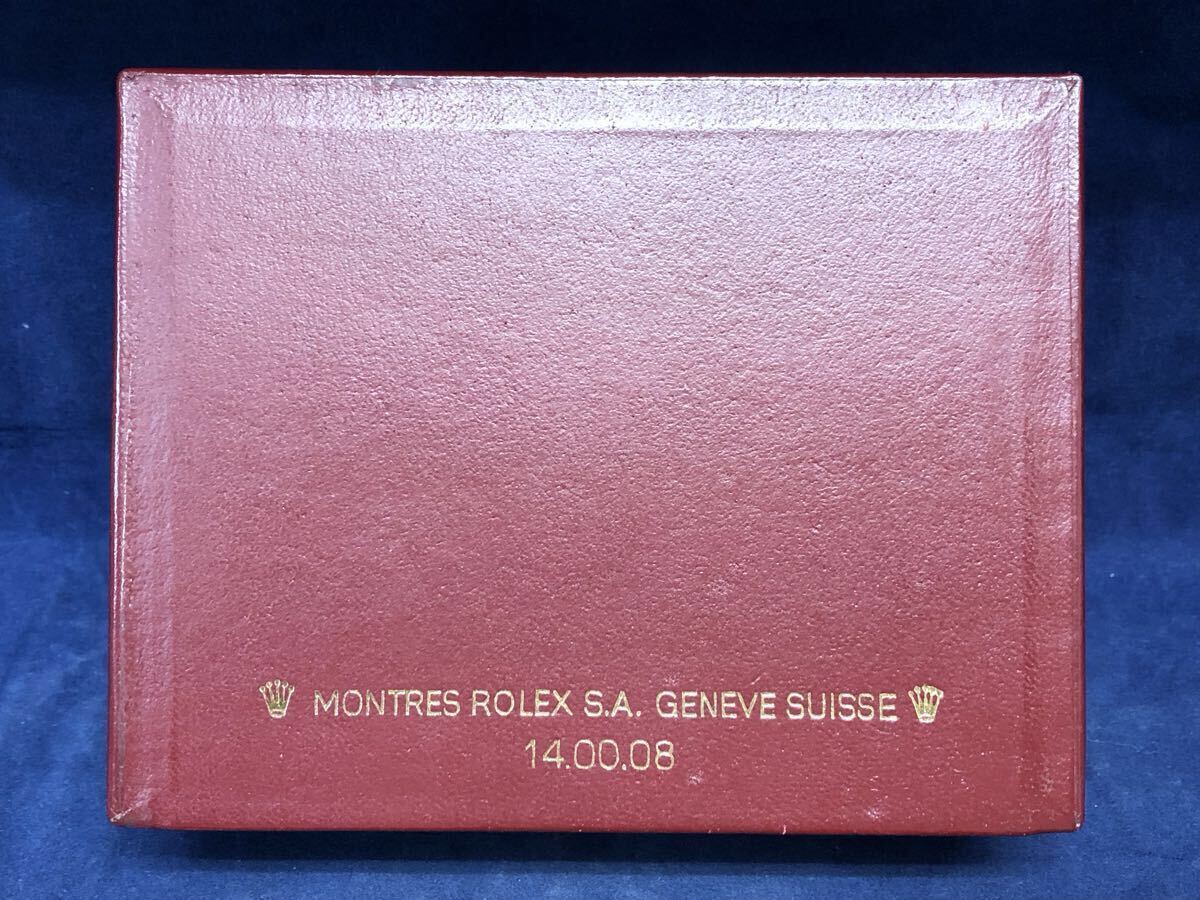 MONTRES ROLEX S.A. GENEVE SUISSE
14.00.08